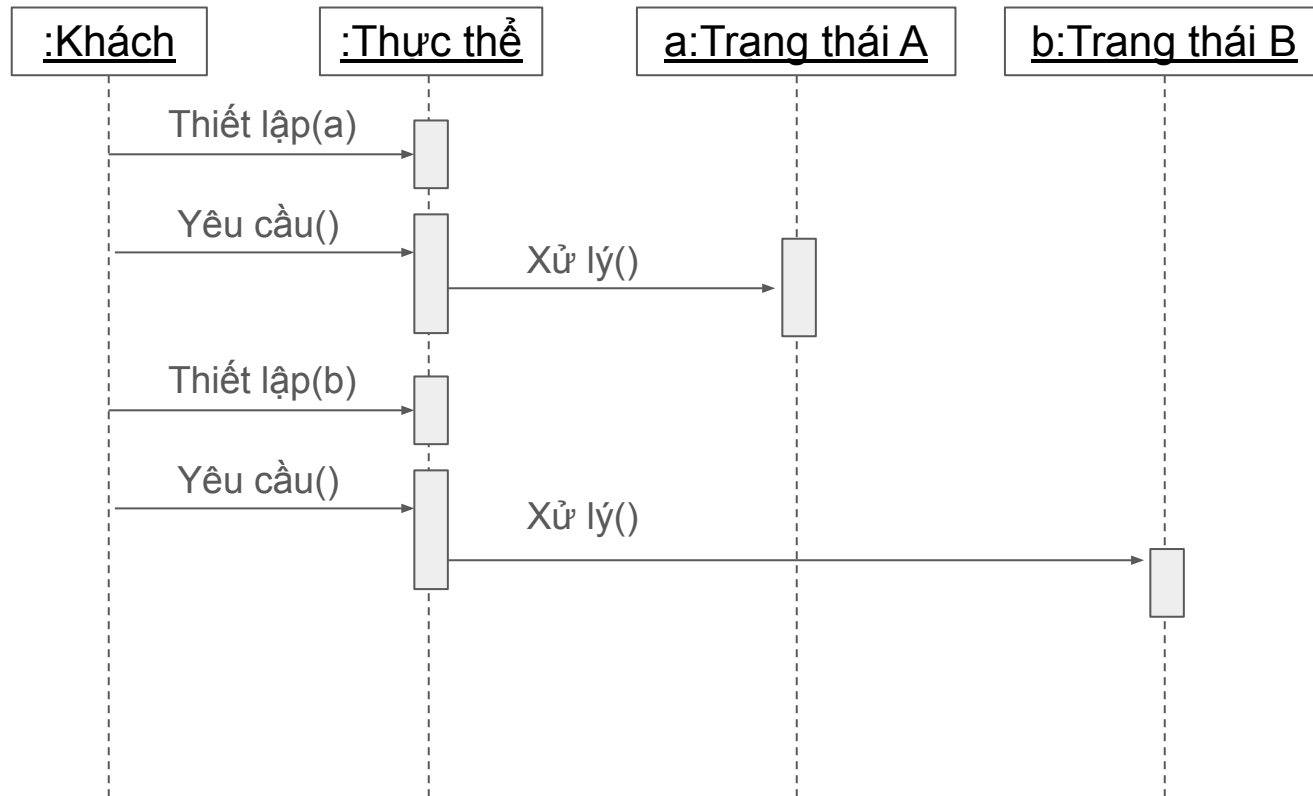 :Khách
:Thực thể
a:Trạng thái A
b:Trạng thái B
Thiết lập(a)
Yêu cầu()
Xử lý()
Thiết lập(b)
Yêu cầu()
Xử lý()